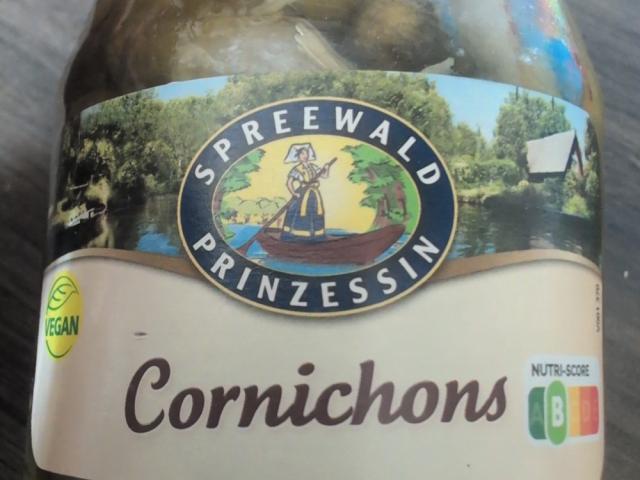 SPREEWALD
PRINZESSIN
VEGAN
Cornichons
NUTRI-SCORE
A B C D E